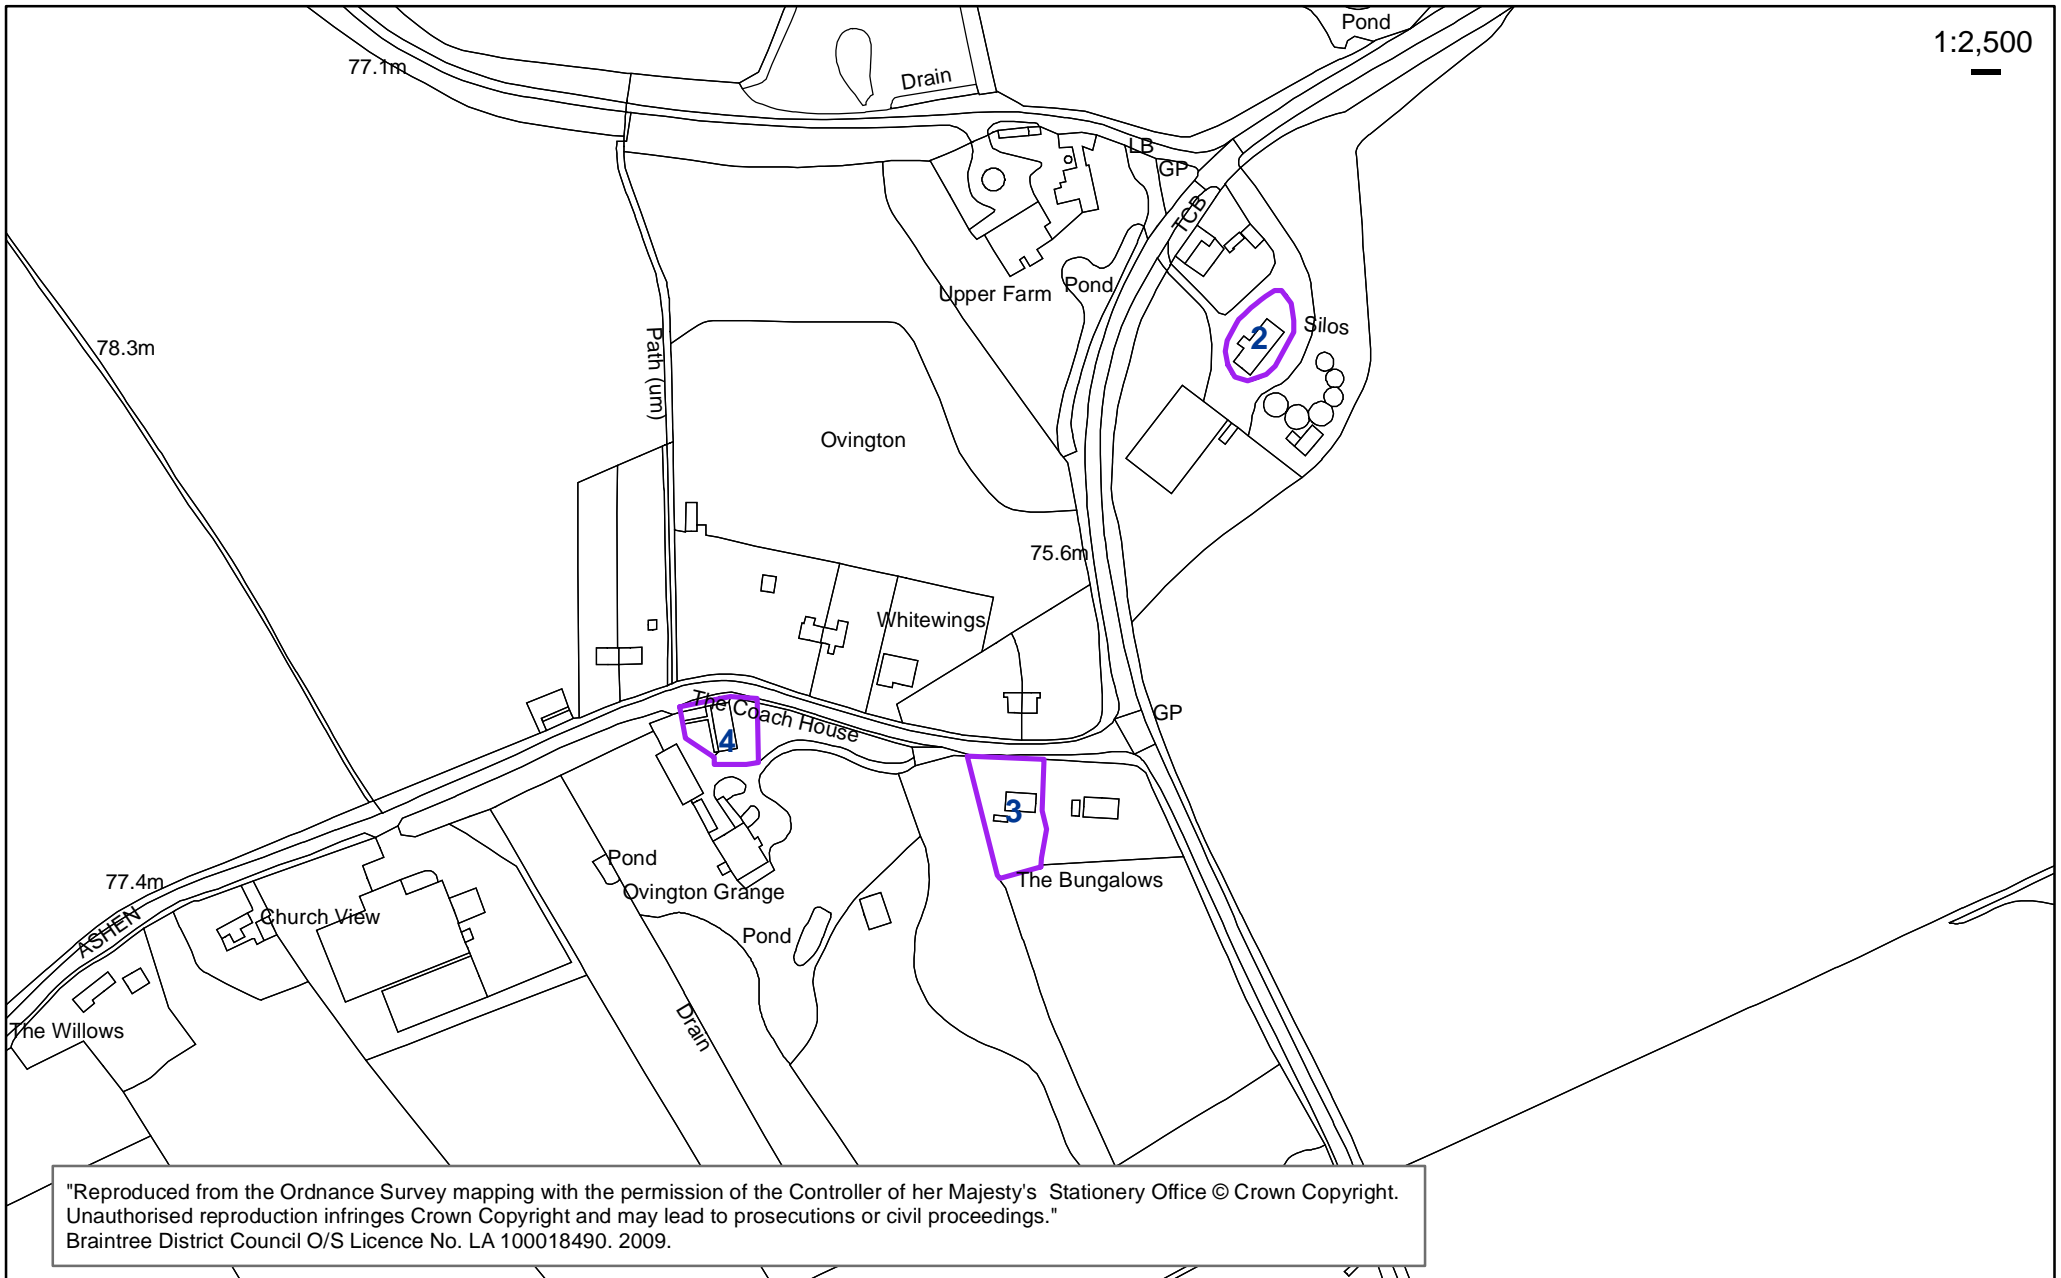 Pond
1:2,500
77.1m
Drain
LB
GP
TCB
Pond
Upper Farm
Silos
2
78.3m
Path (um)
Ovington
75.6m
Whitewings
The Coach House
GP
4
3
Pond
The Bungalows
77.4m
Ovington Grange
Church View
ASHEN
Pond
Drain
The Willows
"Reproduced from the Ordnance Survey mapping with the permission of the Controller of her Majesty's Stationery Office © Crown Copyright.
Unauthorised reproduction infringes Crown Copyright and may lead to prosecutions or civil proceedings."
Braintree District Council O/S Licence No. LA 100018490. 2009.